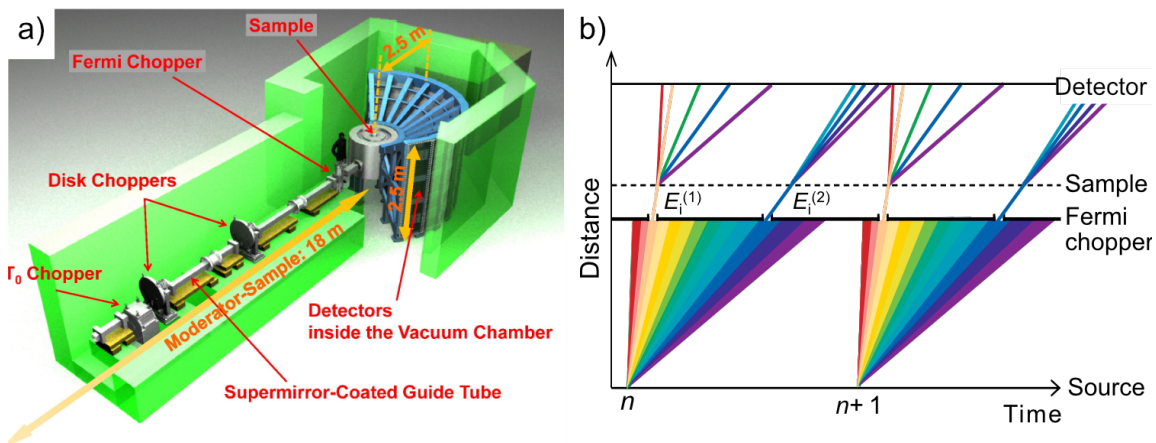 a)
Sample
Fermi Chopper
2.5 m
Disk Choppers
2.5 m
T0 Chopper
Moderator-Sample: 18 m
Detectors
inside the Vacuum Chamber
Supermirror-Coated Guide Tube
b)
Detector
Sample
Ei(1)
Ei(2)
Fermi
chopper
Distance
Source
n
n+ 1
Time